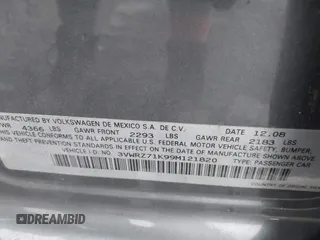 MANUFACTURED BY VOLKSWAGEN DE MEXICO S.A. DE C.V. DATE 12.08
GVWR 4366 LBS GAWR FRONT 2293 LBS GAWR REAR 2183 LBS
THIS VEHICLE CONFORMS TO ALL APPLICABLE U.S. FEDERAL MOTOR VEHICLE SAFETY, BUMPER,
AND THEFT PREVENTION STANDARDS IN EFFECT ON THE DATE OF MANUFACTURE SHOWN ABOVE.
V.I.D.: 3VWRZ71K99M121820 TYPE: PASSENGER CAR
DREAMBID